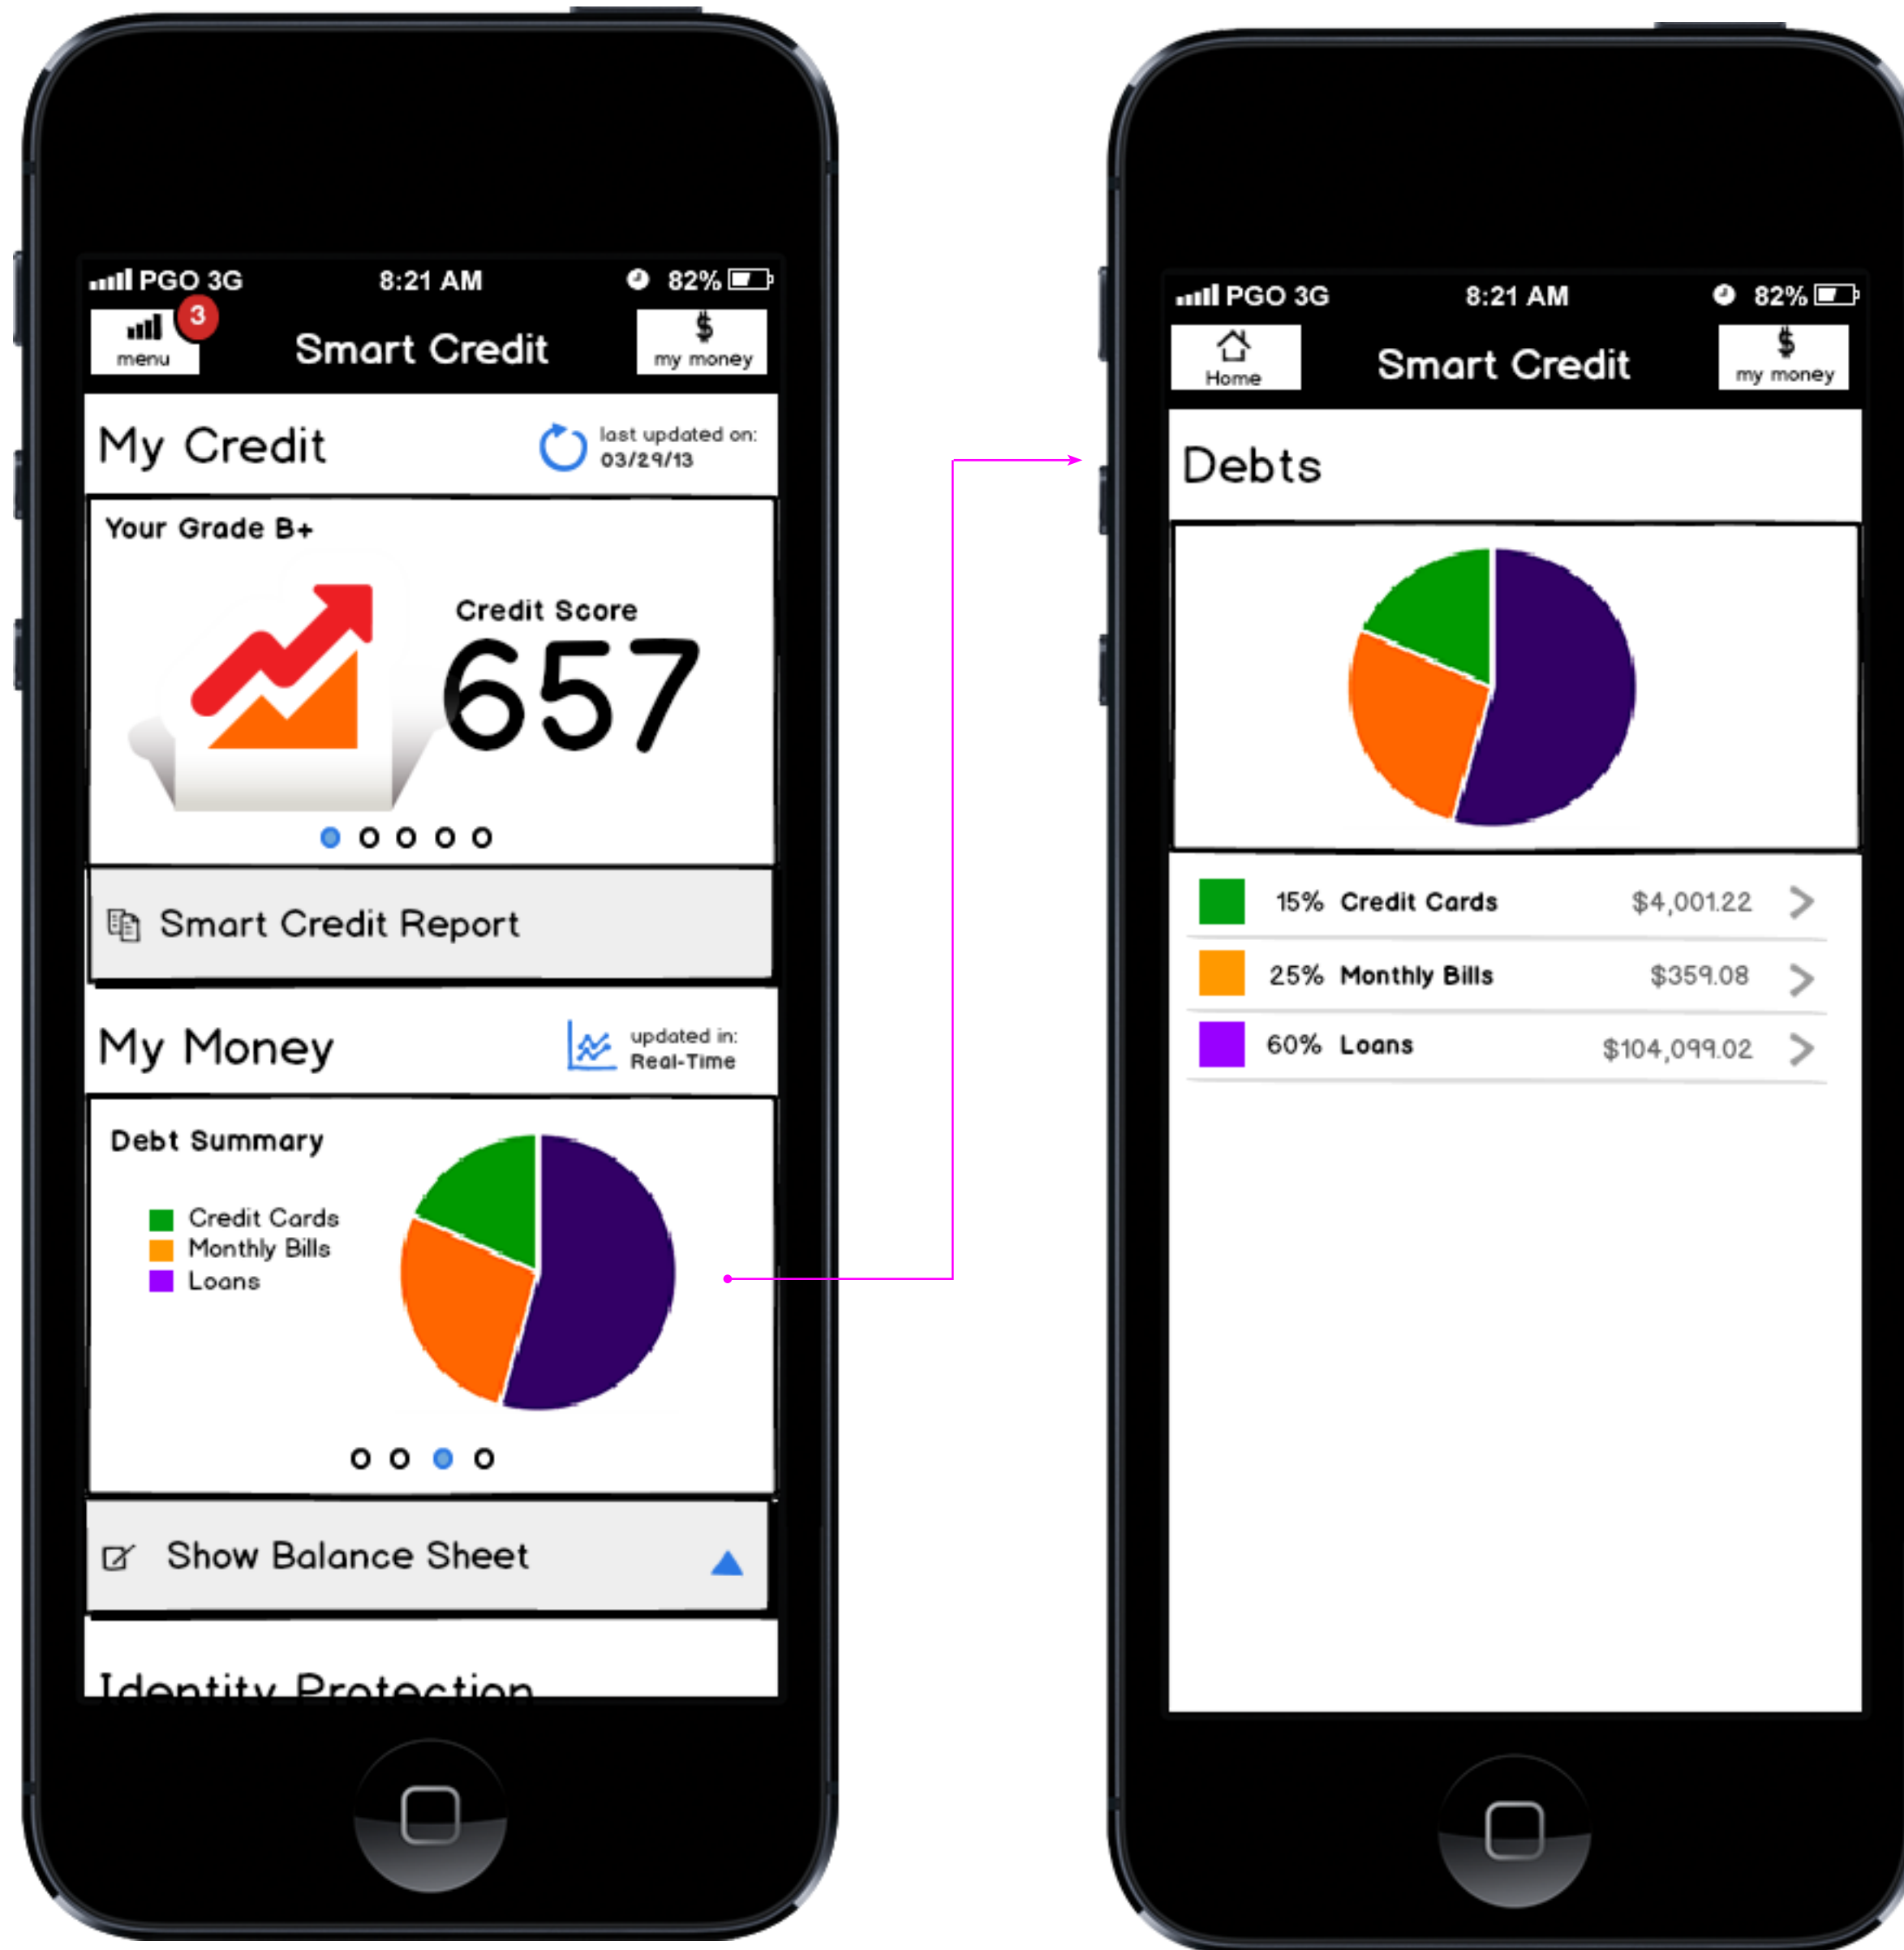 PGO 3G 8:21 AM 82%
menu 3 Smart Credit $ my money
My Credit
last updated on:
03/29/13
Your Grade B+
Credit Score
657
Smart Credit Report
My Money
updated in:
Real-Time
Debt Summary
Credit Cards
Monthly Bills
Loans
Show Balance Sheet
Identity Protection
PGO 3G 8:21 AM 82%
Home Smart Credit $ my money
Debts
15% Credit Cards $4,001.22
25% Monthly Bills $359.08
60% Loans $104,099.02